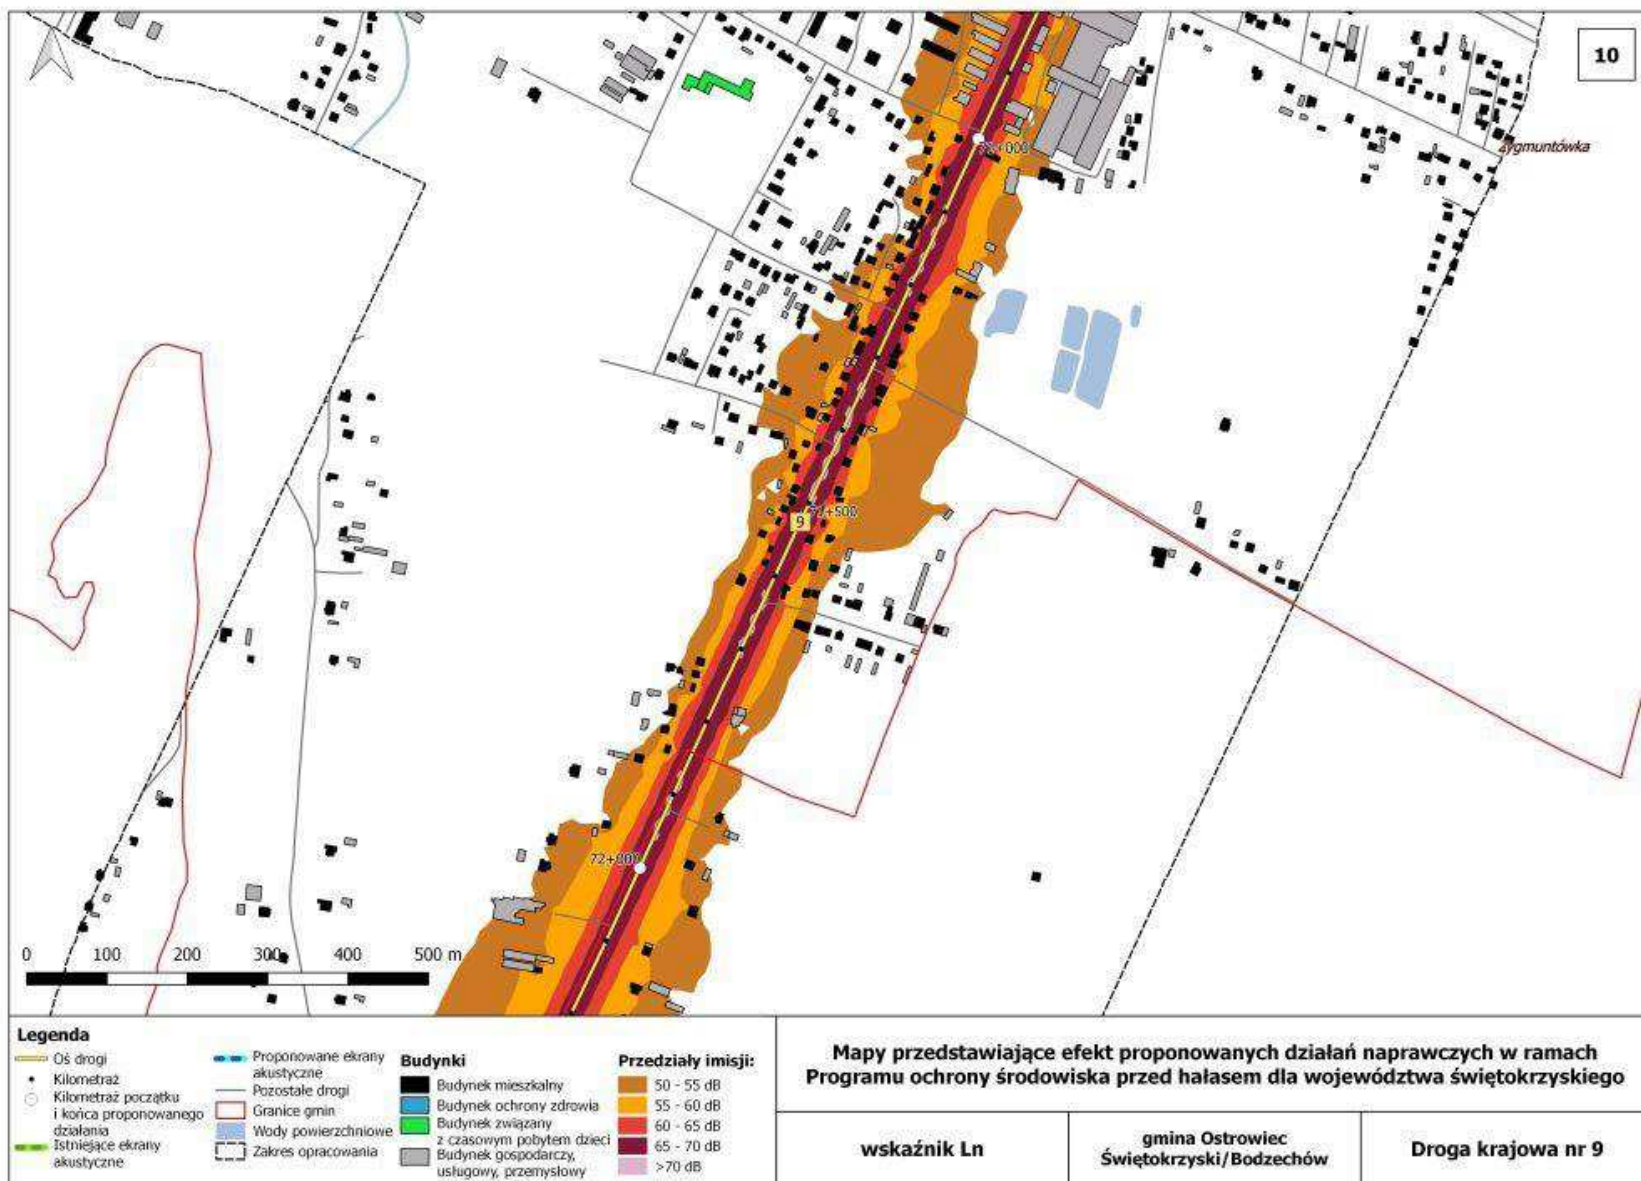 10
Zygmuntówka
71+000
71+500
9
72+000
0 100 200 300 400 500 m
Legenda
Oś drogi
Kilometraż
Kilometraż początku
i końca proponowanego
działania
Istniejące ekrany
akustyczne
Proponowane ekrany
akustyczne
Pozostałe drogi
Granice gmin
Wody powierzchniowe
Zakres opracowania
Budynki
Budynek mieszkalny
Budynek ochrony zdrowia
Budynek związany
z czasowym pobytem dzieci
Budynek gospodarczy,
usługowy, przemysłowy
Przedziały imisji:
50 - 55 dB
55 - 60 dB
60 - 65 dB
65 - 70 dB
>70 dB
Mapy przedstawiające efekt proponowanych działań naprawczych w ramach
Programu ochrony środowiska przed hałasem dla województwa świętokrzyskiego
wskaźnik Ln
gmina Ostrowiec
Świętokrzyski/Bodzechów
Droga krajowa nr 9